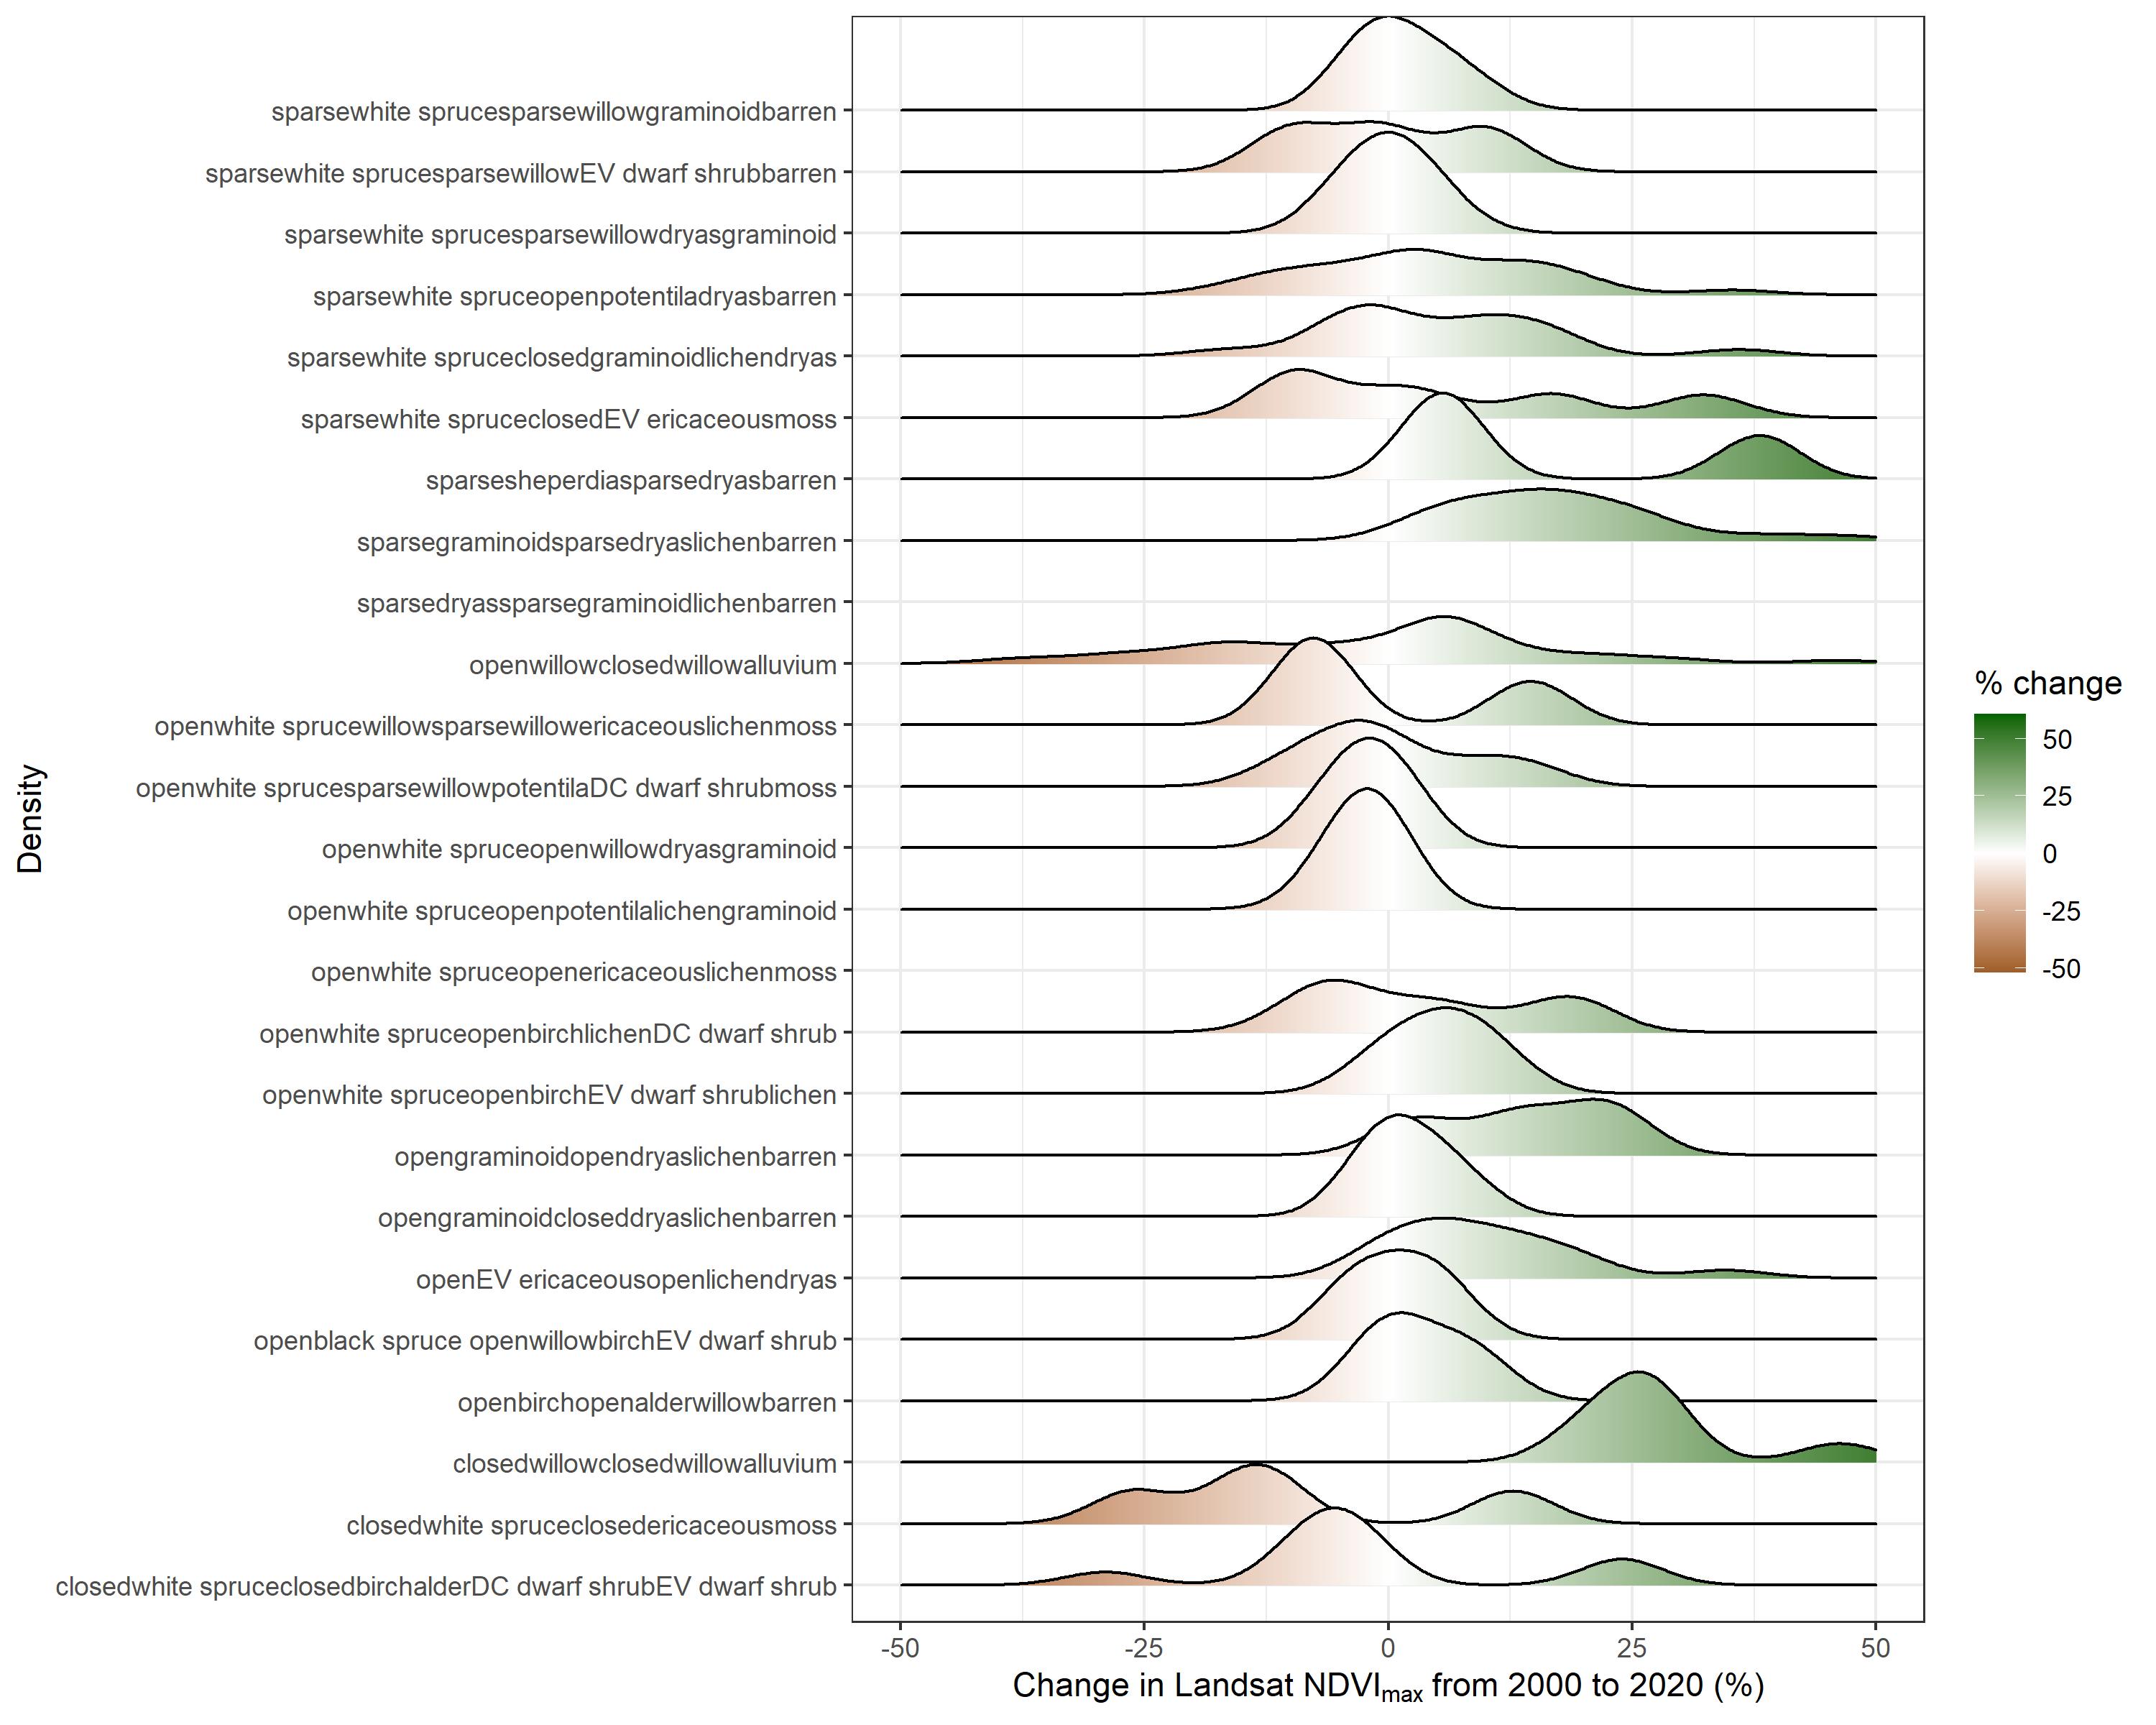 sparsewhite sprucesparsewillowgraminoidbarren
sparsewhite sprucesparsewillowEV dwarf shrubbarren
sparsewhite sprucesparsewillowdryasgraminoid
sparsewhite spruceopenpotentiladryasbarren
sparsewhite spruceclosedgraminoidlichendryas
sparsewhite spruceclosedEV ericaceousmoss
sparsesheperdiasparsedryasbarren
sparsegraminoidsparsedryaslichenbarren
sparsedryassparsegraminoidlichenbarren
openwillowclosedwillowalluvium
openwhite sprucewillowsparsewillowericaceouslichenmoss
openwhite sprucesparsewillowpotentilaDC dwarf shrubmoss
openwhite spruceopenwillowdryasgraminoid
openwhite spruceopenpotentilalichengraminoid
openwhite spruceopenericaceouslichenmoss
openwhite spruceopenbirchlichenDC dwarf shrub
openwhite spruceopenbirchEV dwarf shrublichen
opengraminoidopendryaslichenbarren
opengraminoidcloseddryaslichenbarren
openEV ericaceousopenlichendryas
openblack spruce openwillowbirchEV dwarf shrub
openbirchopenalderwillowbarren
closedwillowclosedwillowalluvium
closedwhite spruceclosedericaceousmoss
closedwhite spruceclosedbirchalderDC dwarf shrubEV dwarf shrub
Density
-50 -25 0 25 50
Change in Landsat NDVImax from 2000 to 2020 (%)
% change
50
25
0
-25
-50